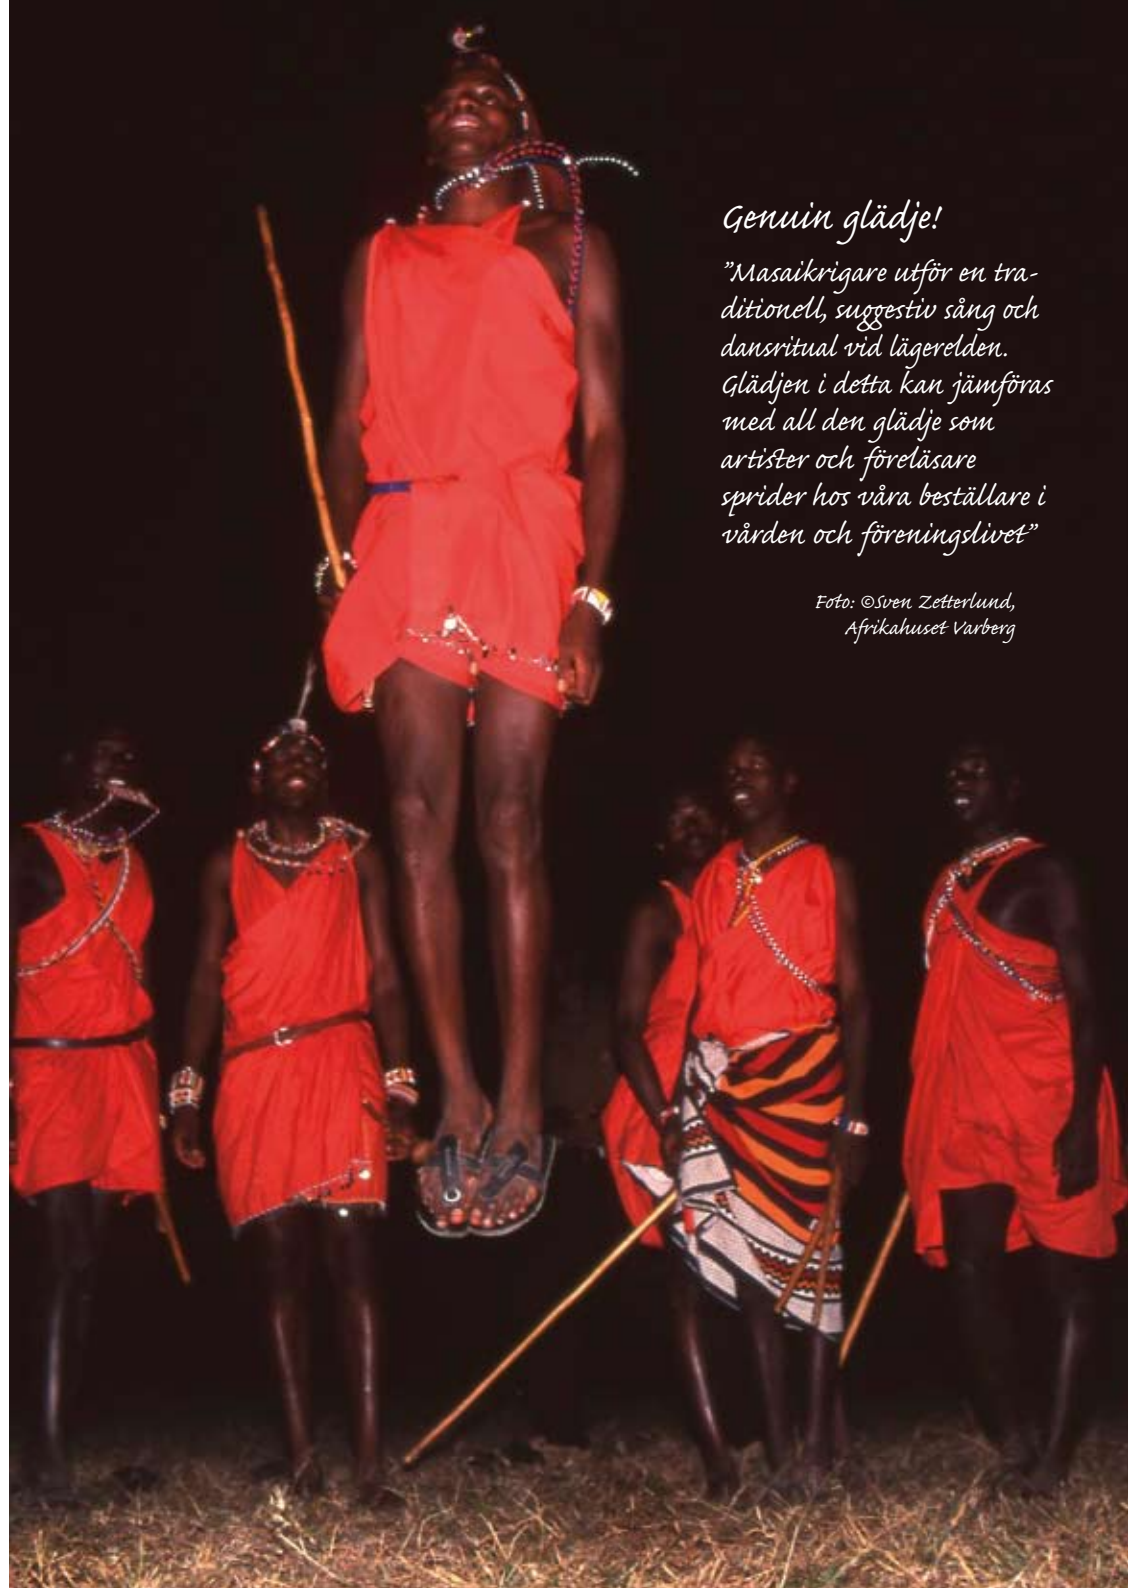 Genuin glädje!
”Masaikrigare utför en tra-
ditionell, suggestiv sång och
dansritual vid lägerelden.
Glädjen i detta kan jämföras
med all den glädje som
artister och föreläsare
sprider hos våra beställare i
vården och föreningslivet”
Foto: ©Sven Zetterlund,
Afrikahuset Varberg